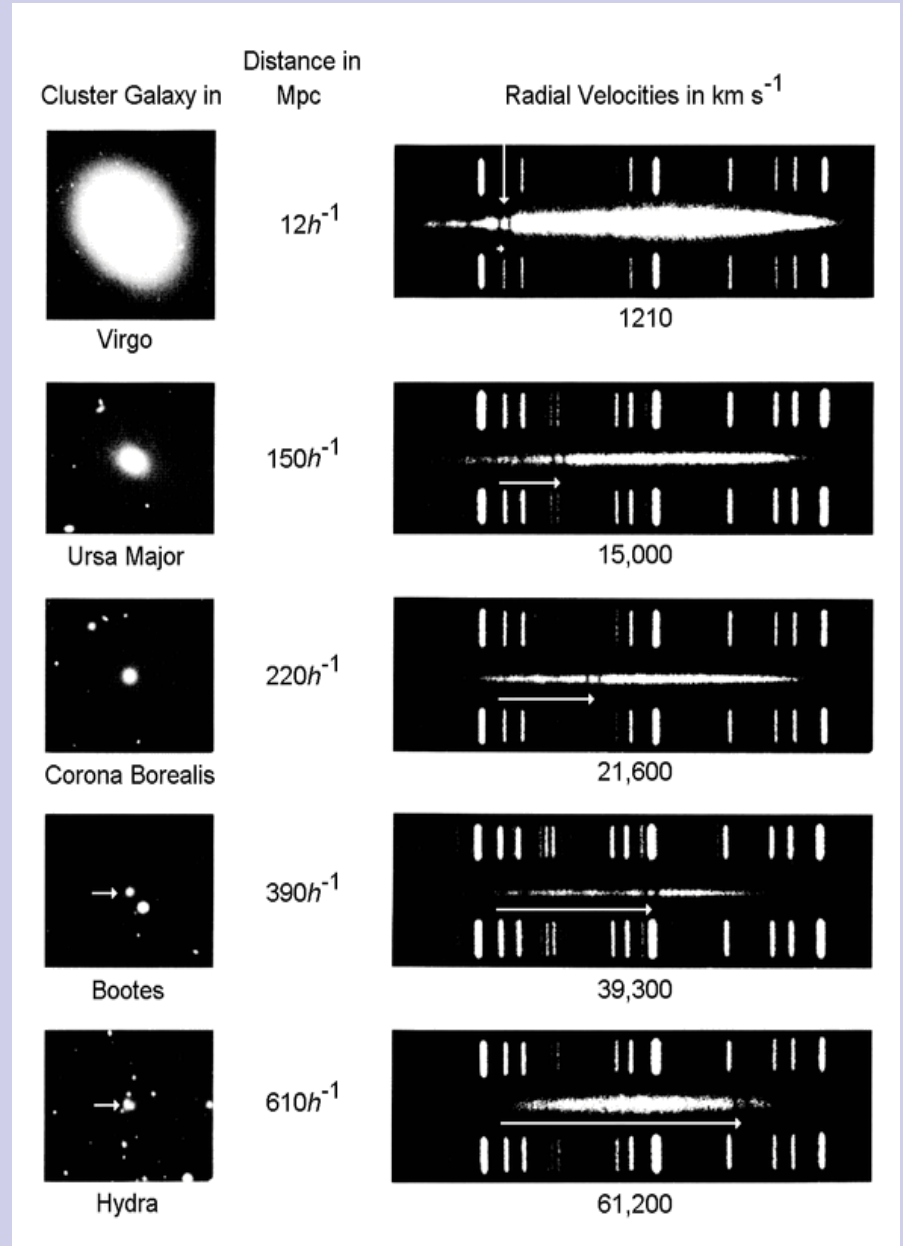 Distance in
Cluster Galaxy in Mpc Radial Velocities in km s⁻¹
12h⁻¹
Virgo
1210
150h⁻¹
Ursa Major
15,000
220h⁻¹
Corona Borealis
21,600
390h⁻¹
Bootes
39,300
610h⁻¹
Hydra
61,200